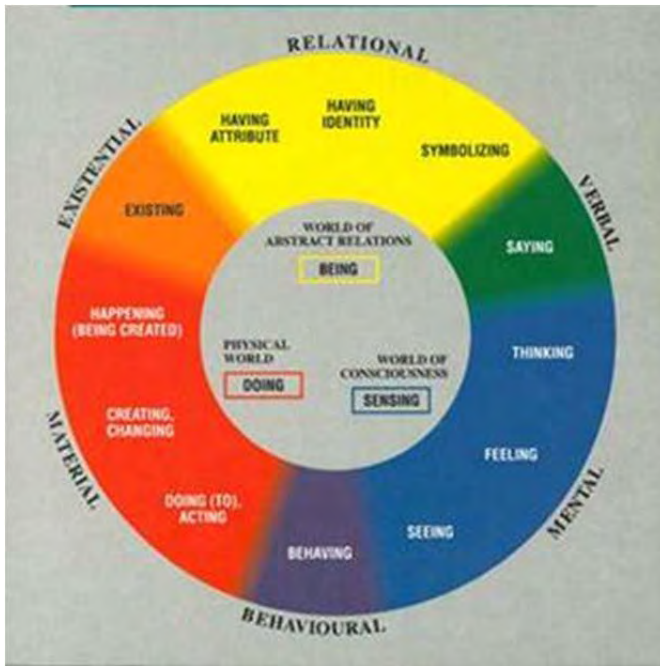 RELATIONAL
HAVING
ATTRIBUTE
HAVING
IDENTITY
SYMBOLIZING
EXISTENTIAL
EXISTING
VERBAL
SAYING
WORLD OF
ABSTRACT RELATIONS
BEING
HAPPENING
(BEING CREATED)
PHYSICAL
WORLD
DOING
WORLD OF
CONSCIOUSNESS
SENSING
THINKING
CREATING,
CHANGING
MATERIAL
FEELING
MENTAL
DOING (TO),
ACTING
SEEING
BEHAVING
BEHAVIOURAL